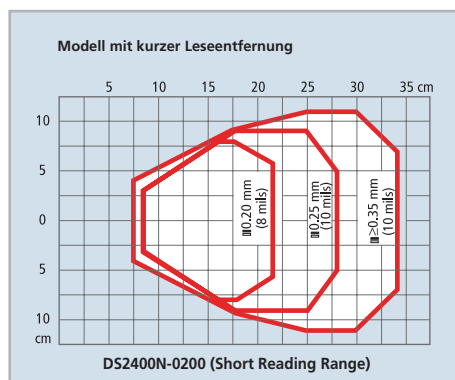 Modell mit kurzer Leseentfernung
5 10 15 20 25 30 35 cm
10
5
0
5
10
cm
0.20 mm
(8 mils)
0.25 mm
(10 mils)
≥0.35 mm
(10 mils)
DS2400N-0200 (Short Reading Range)